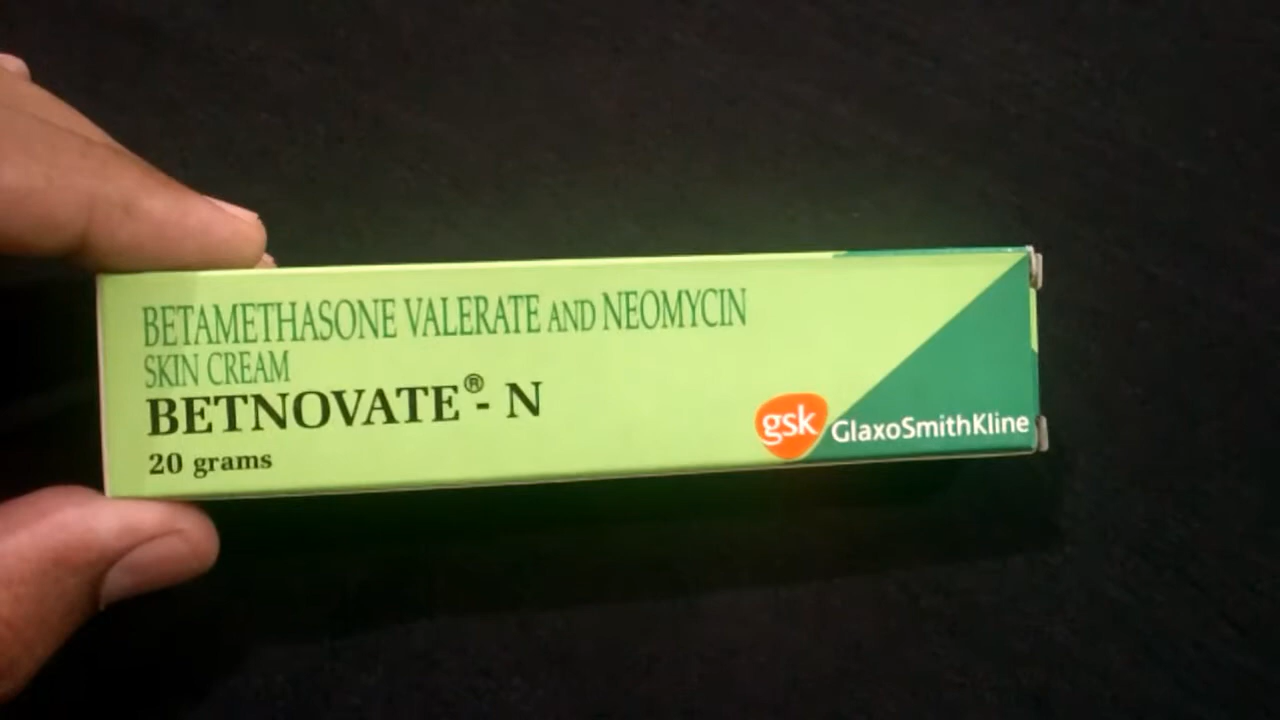 BETAMETHASONE VALERATE AND NEOMYCIN
SKIN CREAM
BETNOVATE® - N
20 grams
gsk GlaxoSmithKline